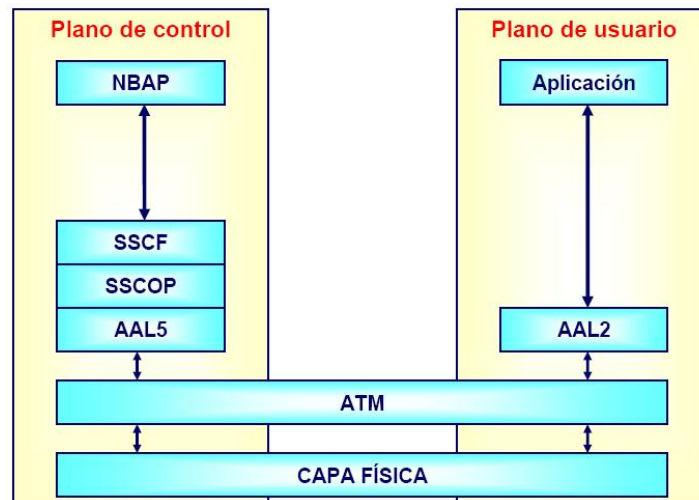 Plano de control
Plano de usuario
NBAP
Aplicación
SSCF
SSCOP
AAL5
AAL2
ATM
CAPA FÍSICA